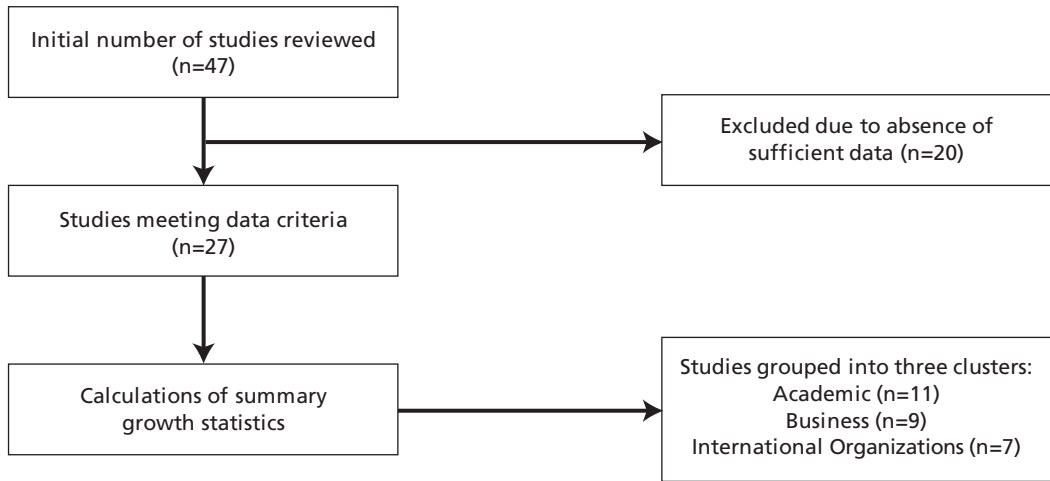 Initial number of studies reviewed
(n=47)
Excluded due to absence of
sufficient data (n=20)
Studies meeting data criteria
(n=27)
Calculations of summary
growth statistics
Studies grouped into three clusters:
Academic (n=11)
Business (n=9)
International Organizations (n=7)